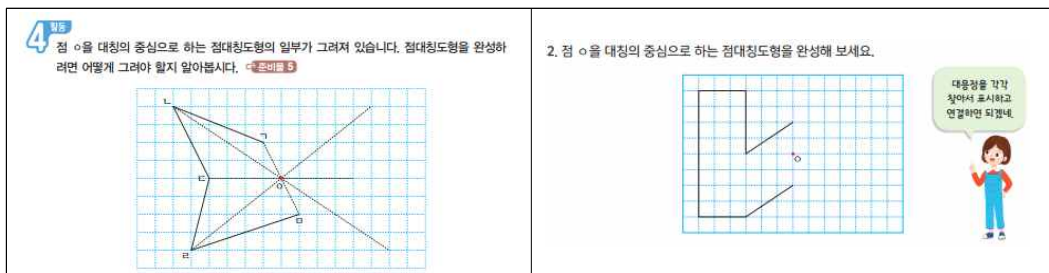 4 활동
점 ㅇ을 대칭의 중심으로 하는 점대칭도형의 일부가 그려져 있습니다. 점대칭도형을 완성하
려면 어떻게 그려야 할지 알아봅시다. 준비물 5
ㄴ
ㄱ
ㄷ
ㅇ
ㅁ
ㄹ
2. 점 ㅇ을 대칭의 중심으로 하는 점대칭도형을 완성해 보세요.
ㅇ
대응점을 각각
찾아서 표시하고
연결하면 되겠네.